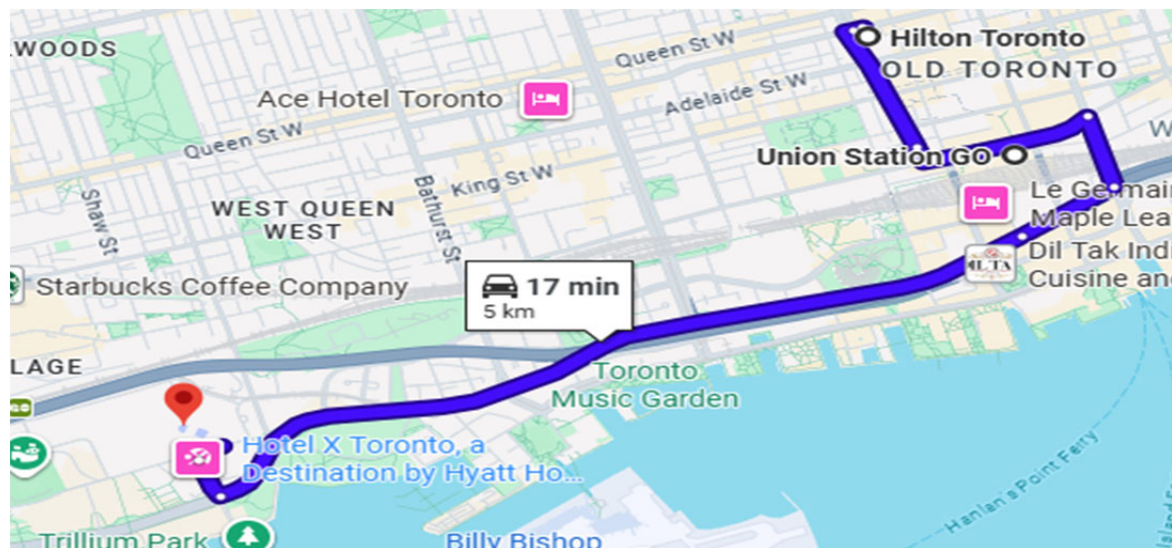 Hilton Toronto
OLD TORONTO
WOODS
Queen St W
Ace Hotel Toronto
Adelaide St W
Queen St W
Union Station GO
W
King St W
Shaw St
Bathurst St
WEST QUEEN
WEST
Le Germain
Maple Lea
Dil Tak Indi
Cuisine an
Starbucks Coffee Company
17 min
5 km
LAGE
Toronto
Music Garden
Hotel X Toronto, a
Destination by Hyatt Ho...
Hanlan's Point Ferry
Trillium Park
Billy Bishop